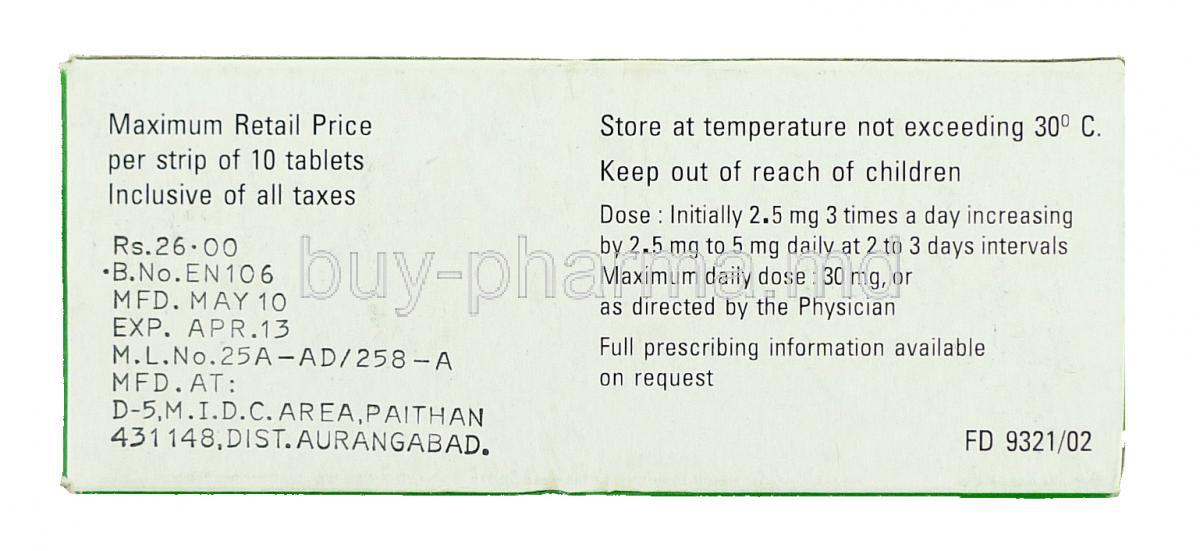 Maximum Retail Price
per strip of 10 tablets
Inclusive of all taxes
Rs.26.00
B.No.EN106
MFD. MAY 10
EXP. APR.13
M.L.No.25A-AD/258-A
MFD.AT:
D-5,M.I.D.C.AREA,PAITHAN
431148,DIST.AURANGABAD.
Store at temperature not exceeding 30⁰ C.
Keep out of reach of children
Dose : Initially 2.5 mg 3 times a day increasing
by 2.5 mg to 5 mg daily at 2 to 3 days intervals
Maximum daily dose : 30 mg, or
as directed by the Physician
Full prescribing information available
on request
FD 9321/02
buy-pharma.md